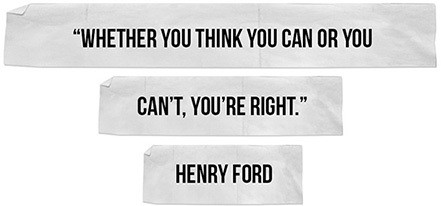 “WHETHER YOU THINK YOU CAN OR YOU
CAN’T, YOU’RE RIGHT.”
HENRY FORD